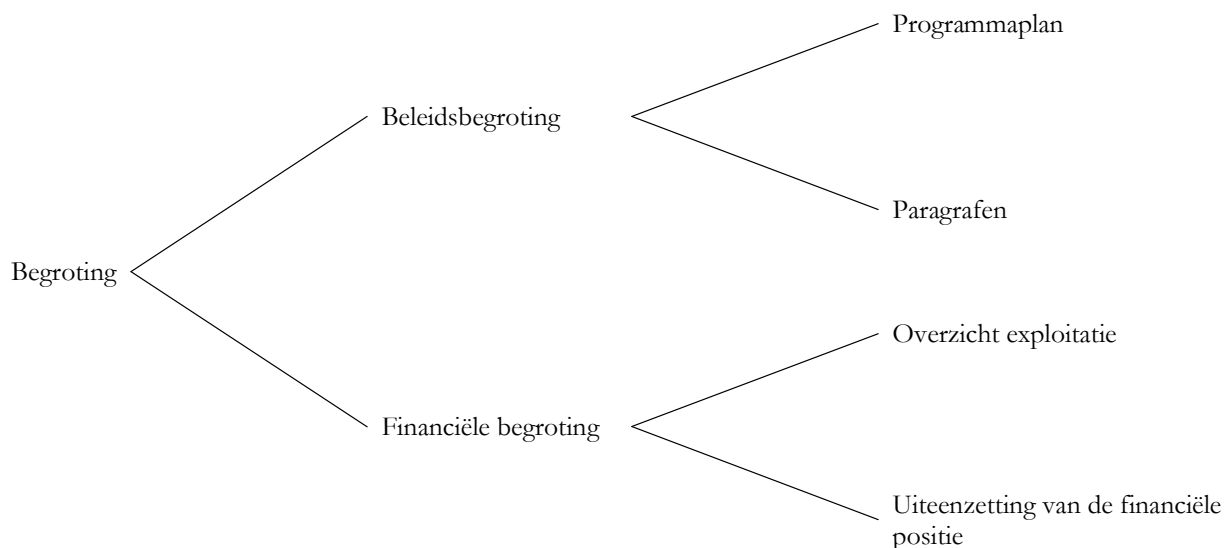 Programmaplan
Beleidsbegroting
Paragrafen
Begroting
Overzicht exploitatie
Financiële begroting
Uiteenzetting van de financiële
positie